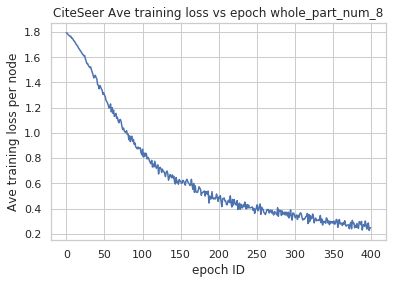 CiteSeer Ave training loss vs epoch whole_part_num_8
Ave training loss per node
1.8
1.6
1.4
1.2
1.0
0.8
0.6
0.4
0.2
0 50 100 150 200 250 300 350 400
epoch ID